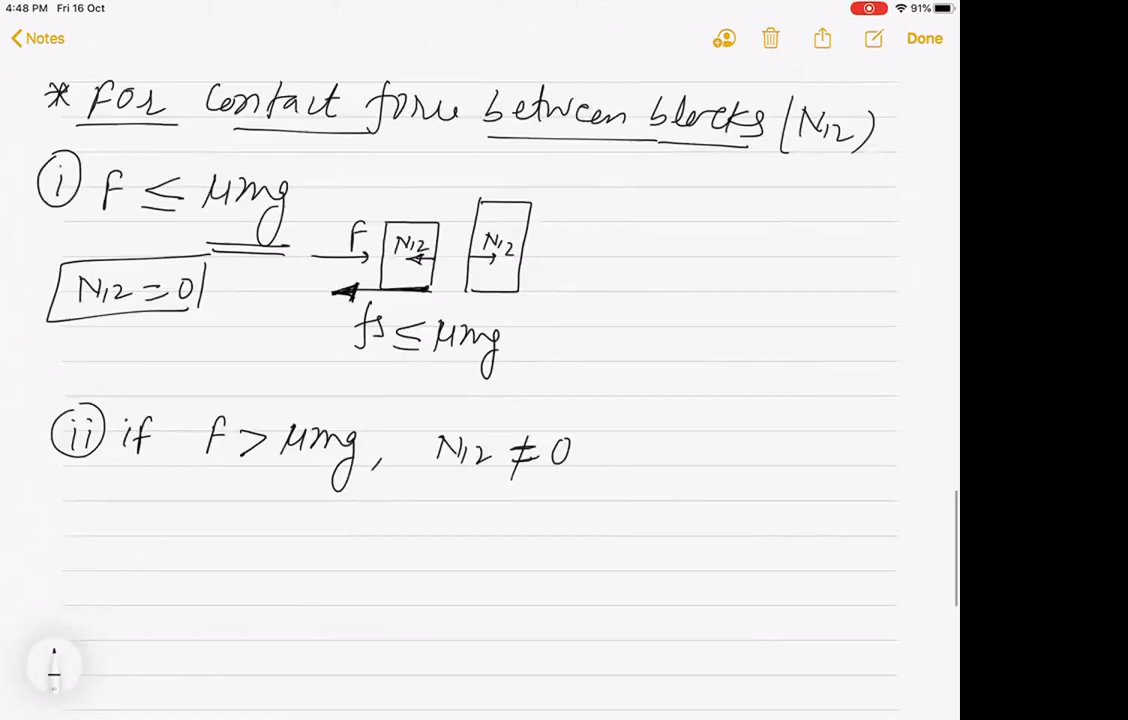 4:48 PM Fri 16 Oct 91%
Notes Done
* For contact force between blocks (N12)
(i) F ≤ μmg
F N12 N12
N12 = 0
fs ≤ μmg
(ii) if F > μmg, N12 ≠ 0